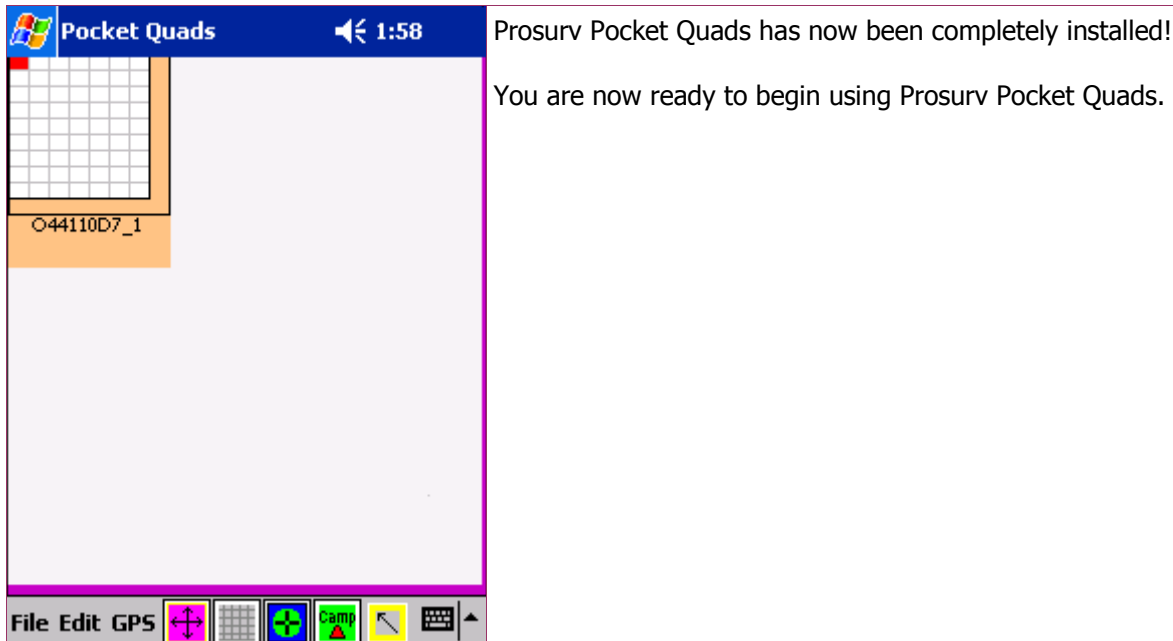 Pocket Quads 1:58
O44110D7_1
File Edit GPS Camp
Prosurv Pocket Quads has now been completely installed!
You are now ready to begin using Prosurv Pocket Quads.